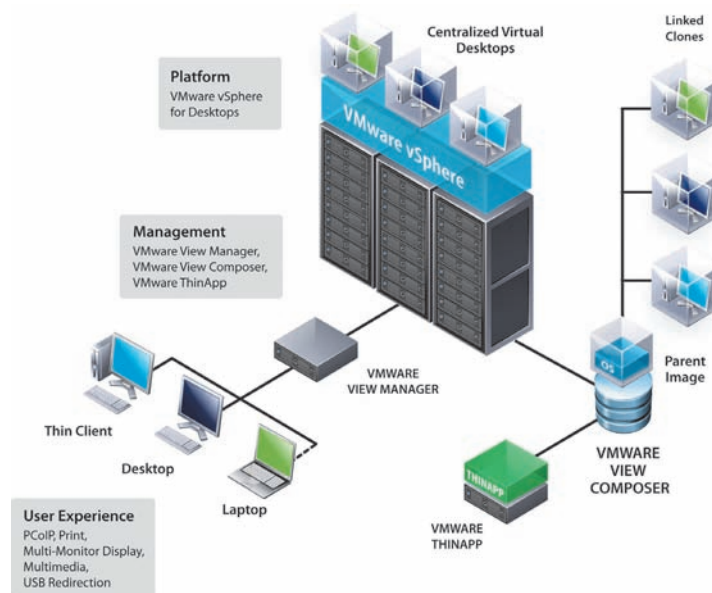 Centralized Virtual
Desktops
Linked
Clones
Platform
VMware vSphere
for Desktops
VMware vSphere
Management
VMware View Manager,
VMware View Composer,
VMware ThinApp
VMWARE
VIEW MANAGER
OS
Parent
Image
Thin Client
Desktop
Laptop
VMWARE
VIEW
COMPOSER
THINAPP
VMWARE
THINAPP
User Experience
PCoIP, Print,
Multi-Monitor Display,
Multimedia,
USB Redirection